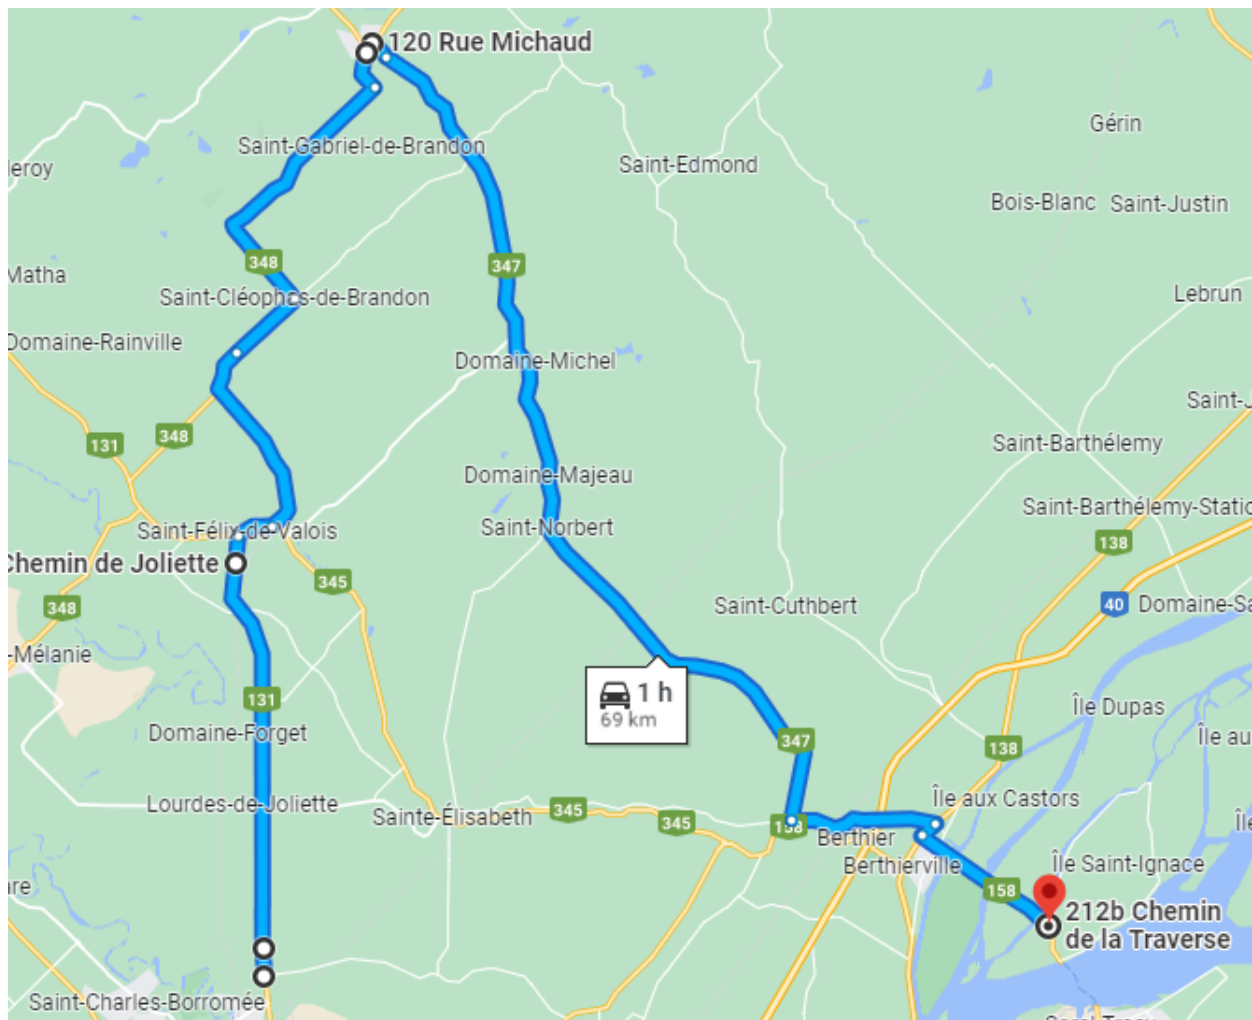 120 Rue Michaud
Gérin
Saint-Gabriel-de-Brandon
Saint-Edmond
leroy
Bois-Blanc
Saint-Justin
348
347
Matha
Saint-Cléophas-de-Brandon
Lebrun
Domaine-Rainville
Domaine-Michel
Saint-J
348
131
Saint-Barthélemy
Domaine-Majeau
Saint-Barthélemy-Static
Saint-Norbert
Saint-Félix-de-Valois
138
Chemin de Joliette
345
348
Saint-Cuthbert
40
Domaine-Sa
-Mélanie
1 h
69 km
131
Île Dupas
Domaine-Forget
347
138
Île au
Île aux Castors
Lourdes-de-Joliette
345
Sainte-Élisabeth
345
158
Île
Berthier
Berthierville
Île Saint-Ignace
are
158
212b Chemin
de la Traverse
Saint-Charles-Borromée